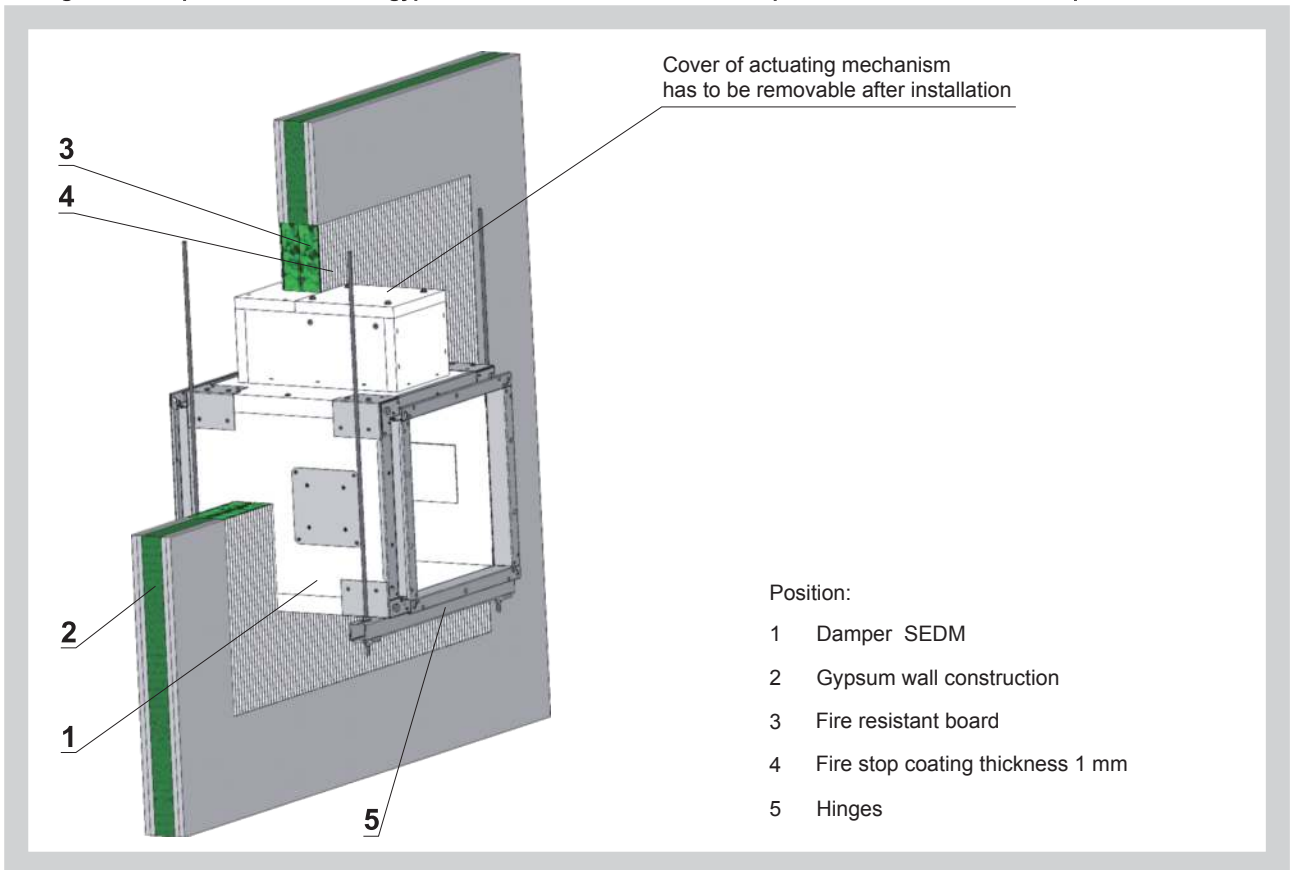 Cover of actuating mechanism
has to be removable after installation
3
4
2
1
5
Position:
1 Damper SEDM
2 Gypsum wall construction
3 Fire resistant board
4 Fire stop coating thickness 1 mm
5 Hinges